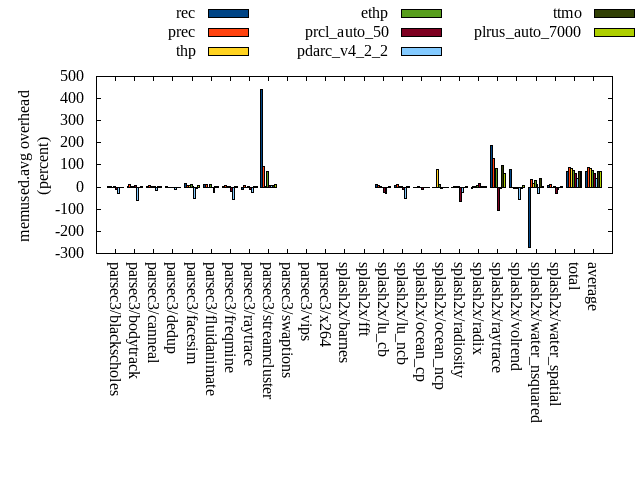 rec
prec
thp
ethp
prcl_auto_50
pdarc_v4_2_2
ttmo
plrus_auto_7000
memused.avg overhead
(percent)
500
400
300
200
100
0
-100
-200
-300
parsec3/blackscholes
parsec3/bodytrack
parsec3/canneal
parsec3/dedup
parsec3/facesim
parsec3/fluidanimate
parsec3/freqmine
parsec3/raytrace
parsec3/streamcluster
parsec3/swaptions
parsec3/vips
parsec3/x264
splash2x/barnes
splash2x/fft
splash2x/lu_cb
splash2x/lu_ncb
splash2x/ocean_cp
splash2x/ocean_ncp
splash2x/radiosity
splash2x/radix
splash2x/raytrace
splash2x/volrend
splash2x/water_nsquared
splash2x/water_spatial
total
average